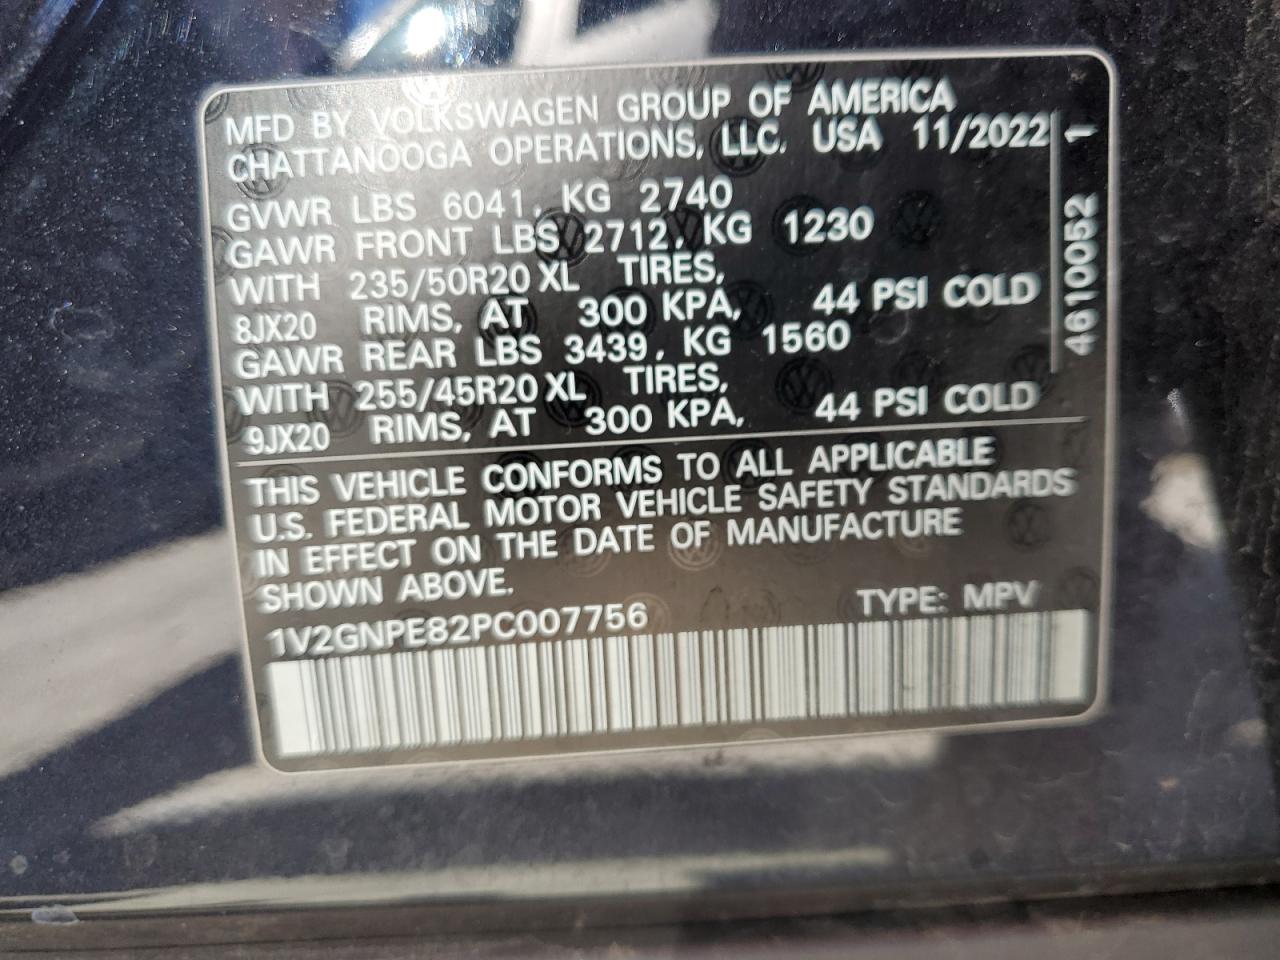 MFD BY VOLKSWAGEN GROUP OF AMERICA
CHATTANOOGA OPERATIONS, LLC. USA 11/2022
GVWR LBS 6041, KG 2740
GAWR FRONT LBS 2712, KG 1230
WITH 235/50R20 XL TIRES,
8JX20 RIMS, AT 300 KPA, 44 PSI COLD
GAWR REAR LBS 3439, KG 1560
WITH 255/45R20 XL TIRES,
9JX20 RIMS, AT 300 KPA, 44 PSI COLD
4610052 1
THIS VEHICLE CONFORMS TO ALL APPLICABLE
U.S. FEDERAL MOTOR VEHICLE SAFETY STANDARDS
IN EFFECT ON THE DATE OF MANUFACTURE
SHOWN ABOVE.
1V2GNPE82PC007756 TYPE: MPV